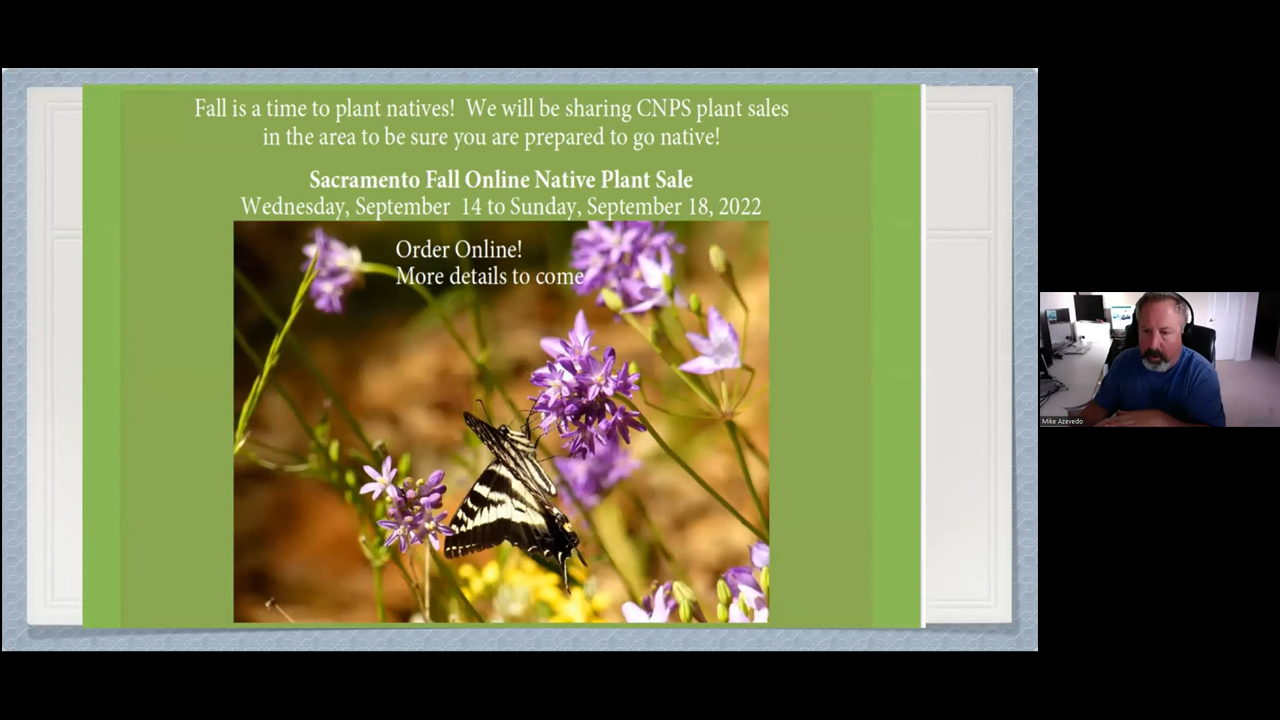 Fall is a time to plant natives!  We will be sharing CNPS plant sales
in the area to be sure you are prepared to go native!
Sacramento Fall Online Native Plant Sale
Wednesday, September  14 to Sunday, September 18, 2022
Order Online!
More details to come
Mike Azevedo